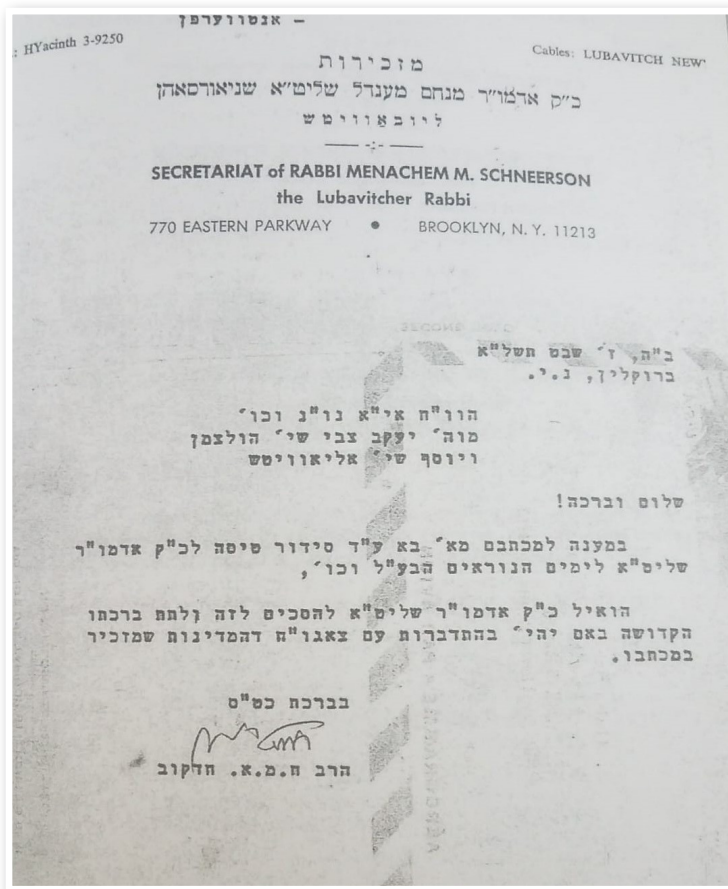 – אנטווערפן
: HYacinth 3-9250
Cables: LUBAVITCH NEW
מזכירות
כ״ק אדמו״ר מנחם מענדל שליט״א שניאורסאהן
ליובאוויטש
SECRETARIAT of RABBI MENACHEM M. SCHNEERSON
the Lubavitcher Rabbi
770 EASTERN PARKWAY • BROOKLYN, N. Y. 11213
ב"ה, ז׳ שבט תשל"א
ברוקלין, נ.י.
הוו"ח אי"א נו"נ וכו׳
מוה׳ יעקב צבי שי׳ הולצמן
ויוסף שי׳ אליאוויטש
שלום וברכה!
במענה למכתבם מא׳ בא ע"ד סידור טיסה לכ"ק אדמו"ר
שליט"א לימים הנוראים הבע"ל וכו׳,
הואיל כ"ק אדמו"ר שליט"א להסכים לזה ולתת ברכתו
הקדושה באם יהי׳ בהתדברות עם צאגו"ח דהמדינות שמזכיר
במכתבו.
בברכת כט"ס
הרב ח.מ.א. חדקוב